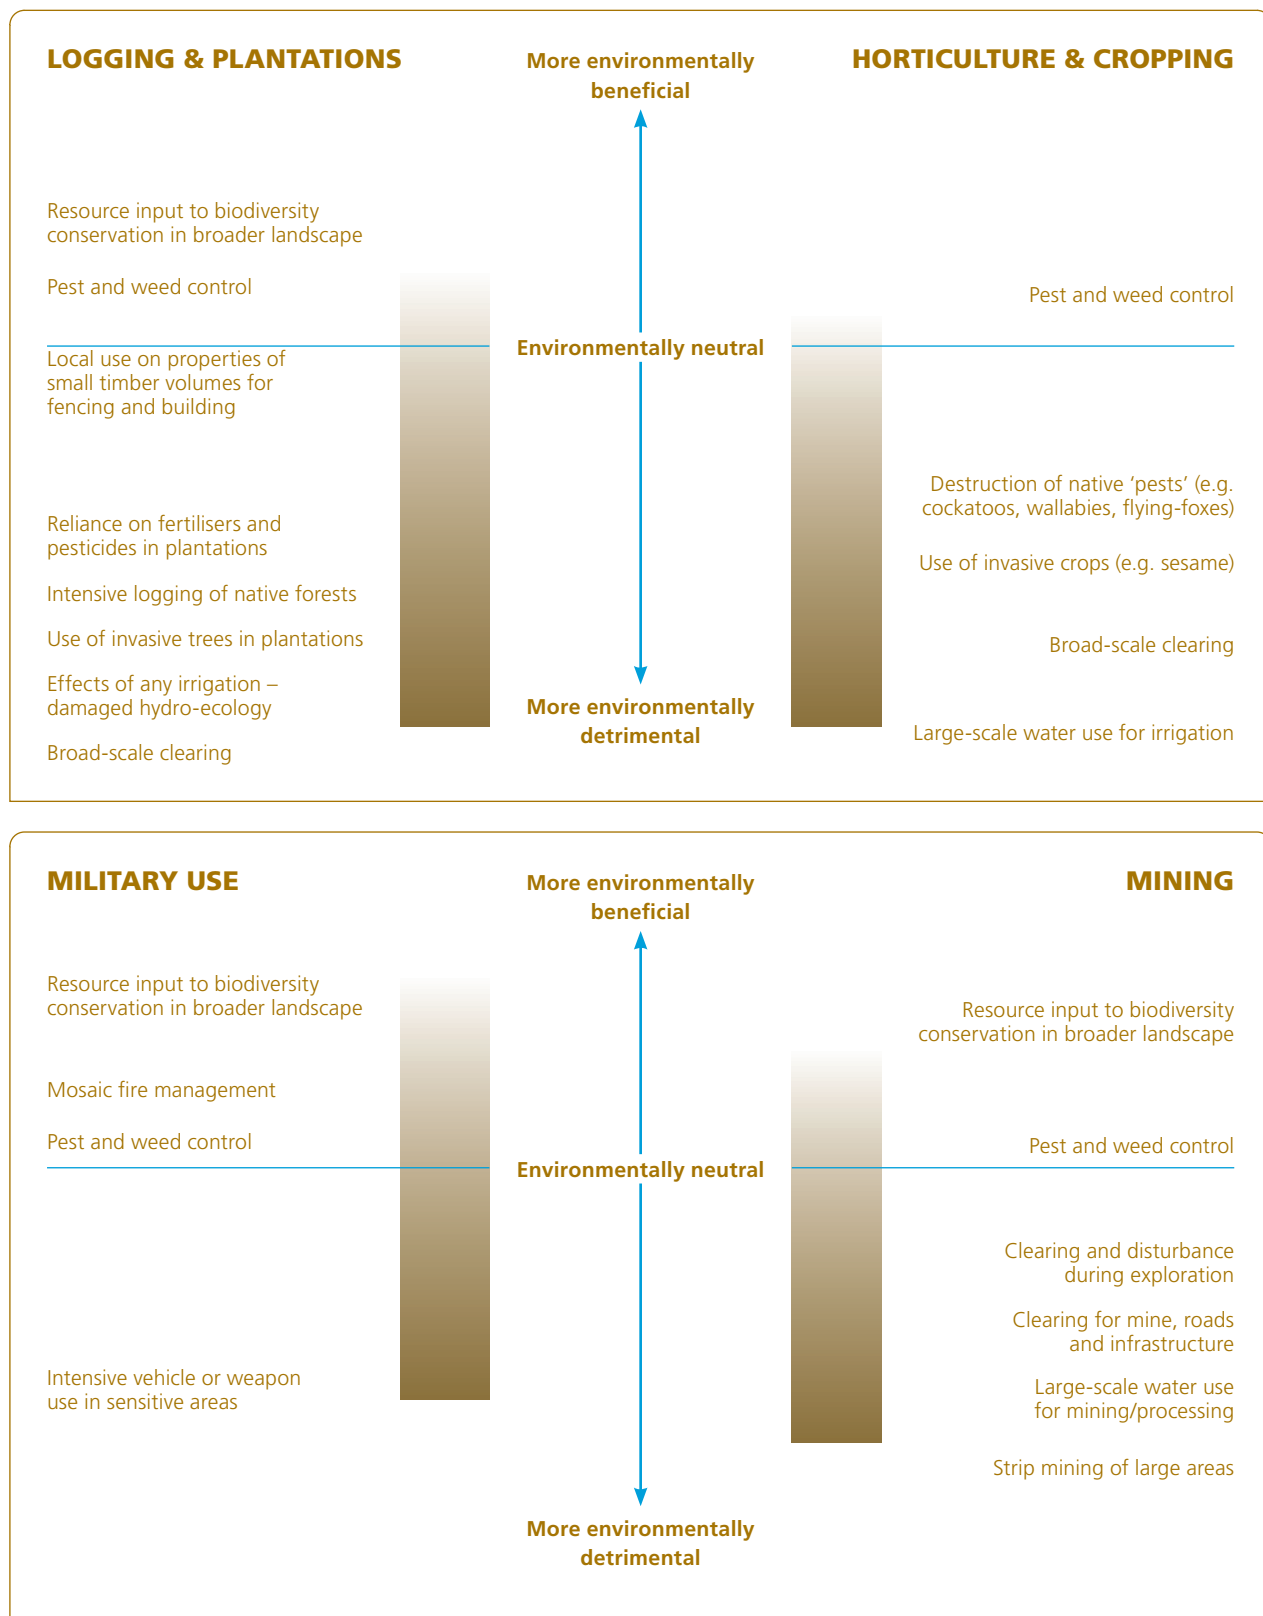 LOGGING & PLANTATIONS
More environmentally
beneficial
HORTICULTURE & CROPPING
Resource input to biodiversity
conservation in broader landscape
Pest and weed control
Pest and weed control
Environmentally neutral
Local use on properties of
small timber volumes for
fencing and building
Destruction of native ‘pests’ (e.g.
cockatoos, wallabies, flying-foxes)
Reliance on fertilisers and
pesticides in plantations
Use of invasive crops (e.g. sesame)
Intensive logging of native forests
Use of invasive trees in plantations
Broad-scale clearing
Effects of any irrigation –
damaged hydro-ecology
More environmentally
detrimental
Large-scale water use for irrigation
Broad-scale clearing
MILITARY USE
More environmentally
beneficial
MINING
Resource input to biodiversity
conservation in broader landscape
Resource input to biodiversity
conservation in broader landscape
Mosaic fire management
Pest and weed control
Pest and weed control
Environmentally neutral
Clearing and disturbance
during exploration
Clearing for mine, roads
and infrastructure
Intensive vehicle or weapon
use in sensitive areas
Large-scale water use
for mining/processing
Strip mining of large areas
More environmentally
detrimental